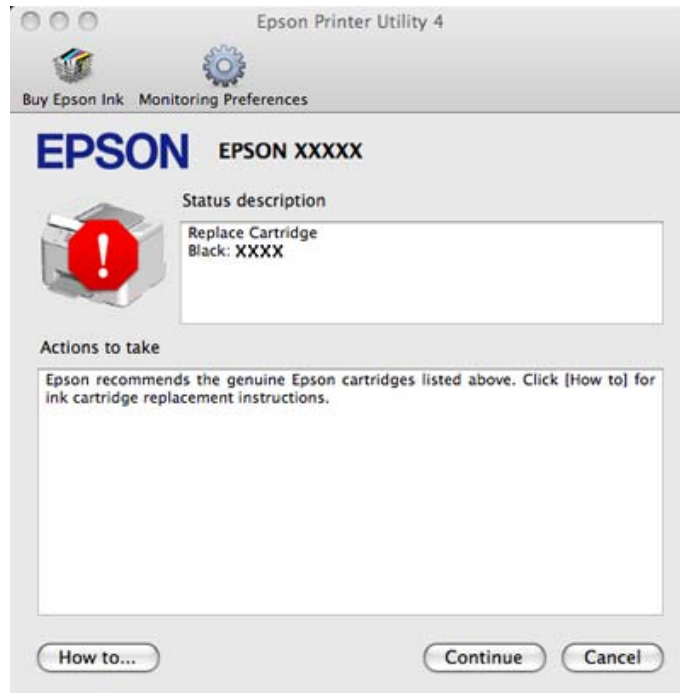 Epson Printer Utility 4
Buy Epson Ink Monitoring Preferences
EPSON EPSON XXXXX
Status description
Replace Cartridge
Black: XXXX
Actions to take
Epson recommends the genuine Epson cartridges listed above. Click [How to] for
ink cartridge replacement instructions.
How to... Continue Cancel